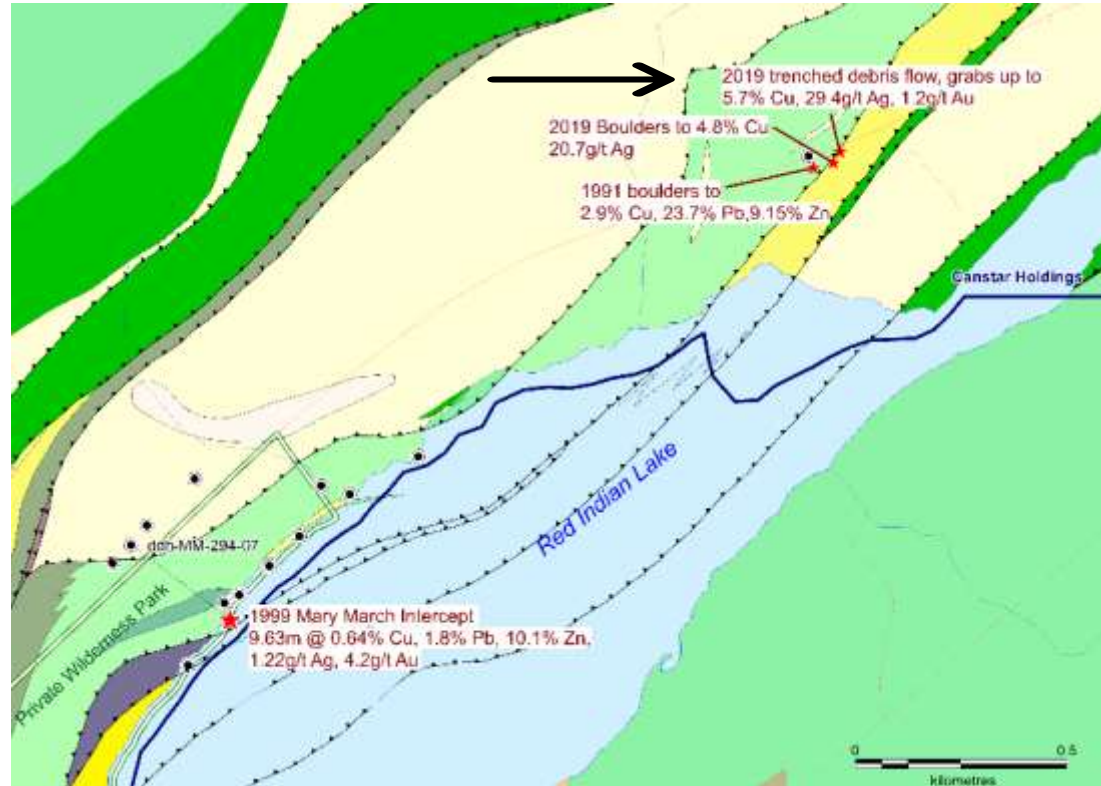 2019 trenched debris flow, grabs up to
5.7% Cu, 29.4g/t Ag, 1.2g/t Au
2019 Boulders to 4.8% Cu
20.7g/t Ag
1991 boulders to
2.9% Cu, 23.7% Pb,9.15% Zn
Canstar Holdings
Red Indian Lake
ddh-MM-294-07
Private Wilderness Park
1999 Mary March Intercept
9.63m @ 0.64% Cu, 1.8% Pb, 10.1% Zn,
1.22g/t Ag, 4.2g/t Au
0 0.5
kilometres